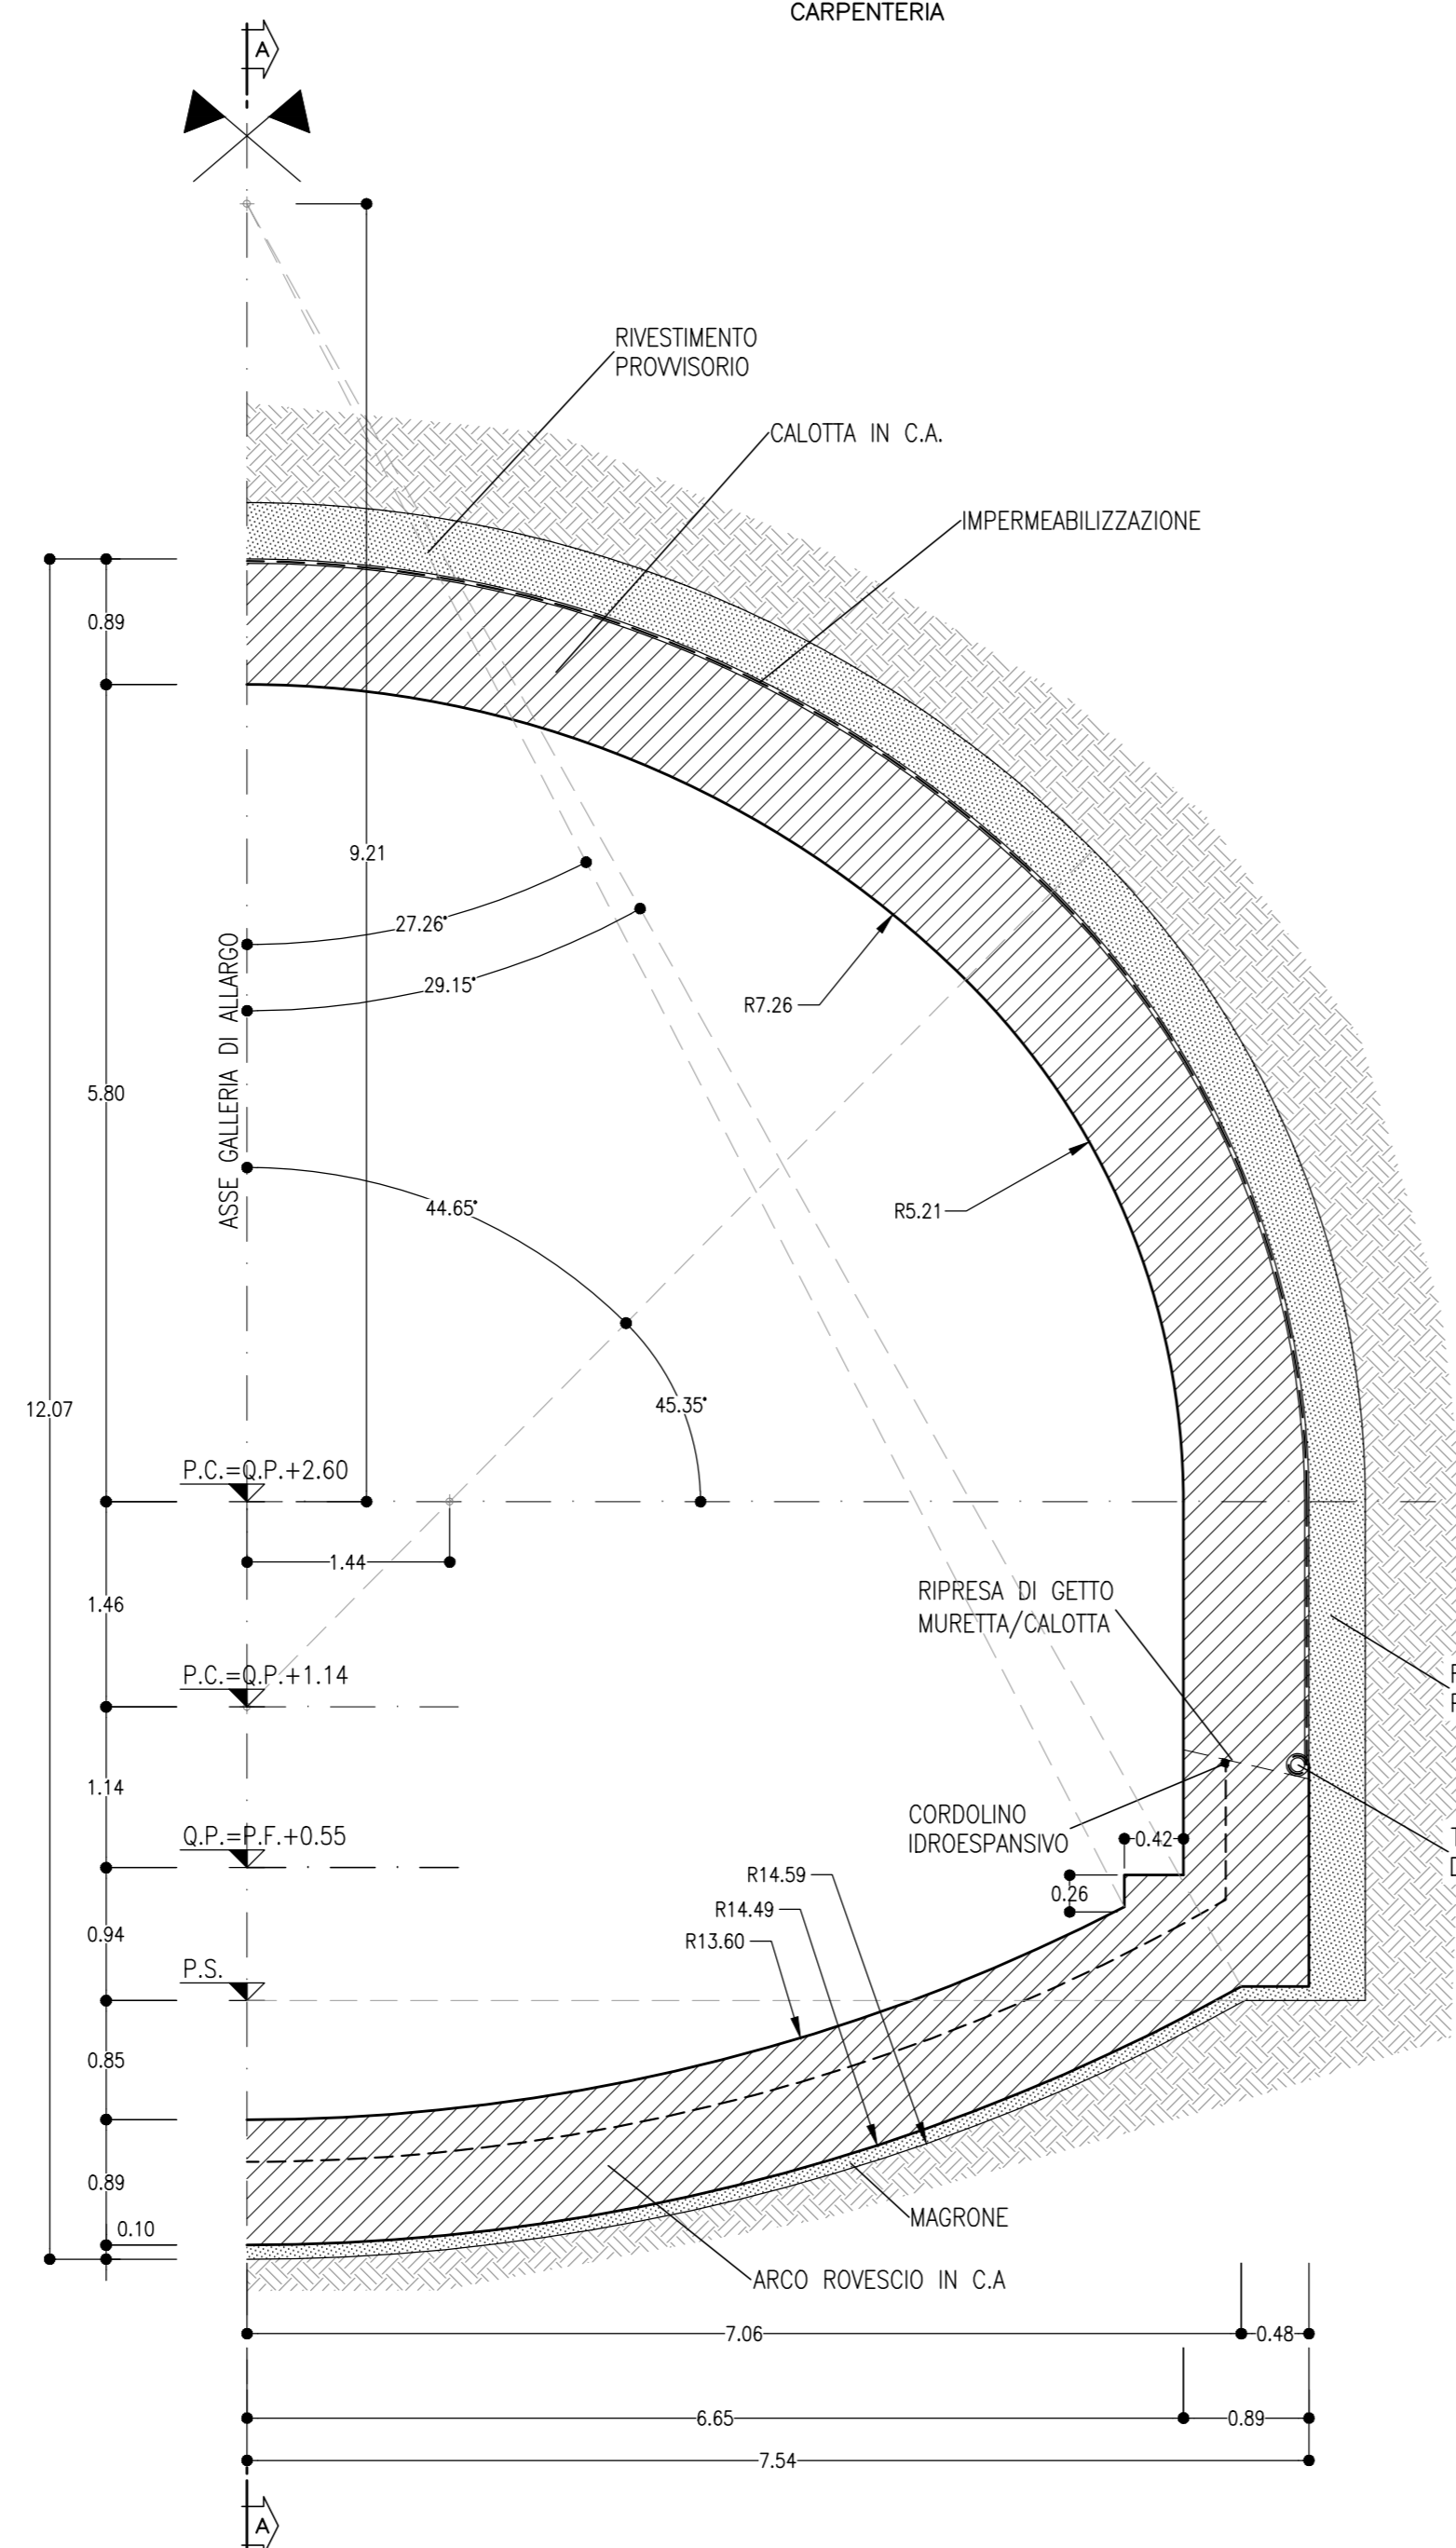 CARPENTERIA
A
RIVESTIMENTO
PROVVISORIO
CALOTTA IN C.A.
IMPERMEABILIZZAZIONE
0.89
9.21
27.26°
29.15°
R7.26
ASSE GALLERIA DI ALLARGO
5.80
44.65°
R5.21
45.35°
12.07
P.C.=Q.P.+2.60
1.44
1.46
RIPRESA DI GETTO
MURETTA/CALOTTA
P.C.=Q.P.+1.14
1.14
CORDOLINO
IDROESPANSIVO
0.42
Q.P.=P.F.+0.55
R14.59
0.26
R14.49
0.94
R13.60
P.S.
0.85
0.89
0.10
MAGRONE
ARCO ROVESCIO IN C.A
7.06
0.48
6.65
0.89
7.54
A